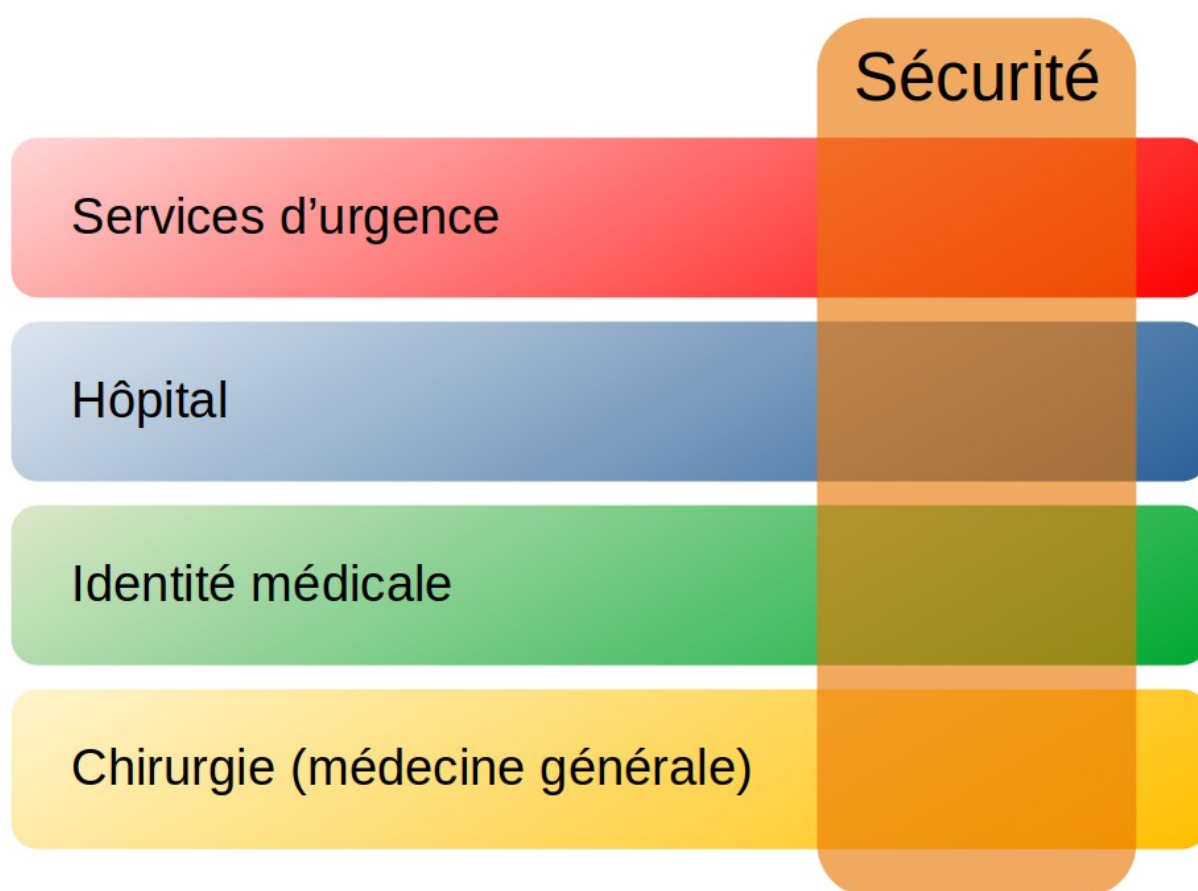 Sécurité
Services d’urgence
Hôpital
Identité médicale
Chirurgie (médecine générale)